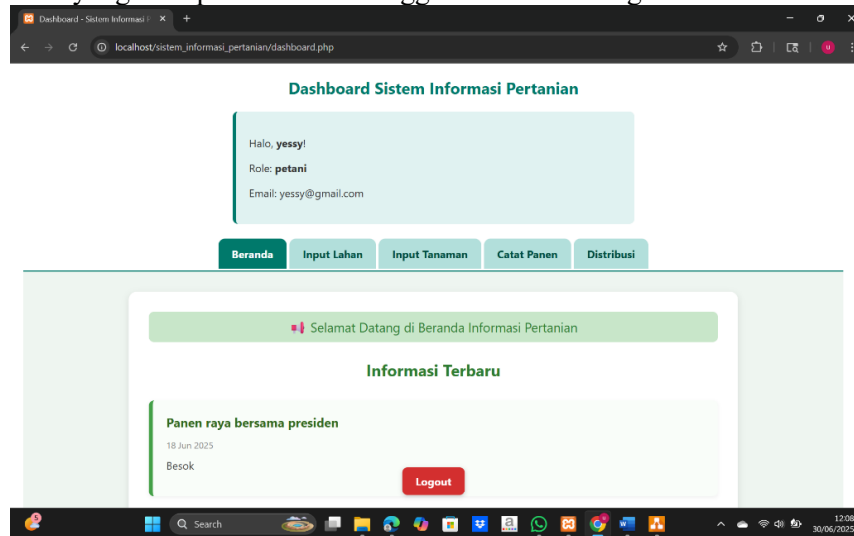 Dashboard - Sistem Informasi P
localhost/sistem_informasi_pertanian/dashboard.php
Dashboard Sistem Informasi Pertanian
Halo, yessy!
Role: petani
Email: yessy@gmail.com
Beranda Input Lahan Input Tanaman Catat Panen Distribusi
Selamat Datang di Beranda Informasi Pertanian
Informasi Terbaru
Panen raya bersama presiden
18 Jun 2025
Besok
Logout
Search
12:08
30/06/2025